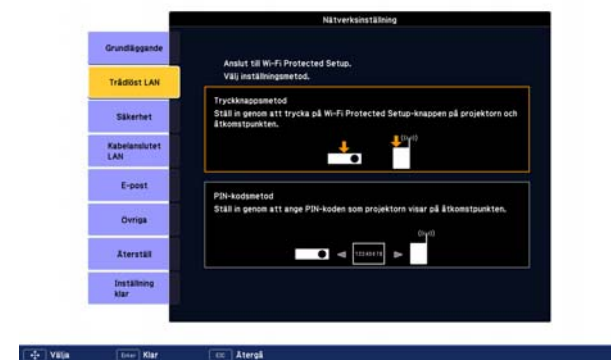 Nätverksinställning
Grundläggande
Trådlöst LAN
Säkerhet
Kabelanslutet
LAN
E-post
Övriga
Återställ
Inställning
klar
Anslut till Wi-Fi Protected Setup.
Välj inställningsmetod.
Tryckknappsmetod
Ställ in genom att trycka på Wi-Fi Protected Setup-knappen på projektorn och
åtkomstpunkten.
PIN-kodsmetod
Ställ in genom att ange PIN-koden som projektorn visar på åtkomstpunkten.
Välja
Enter Klar
ESC Återgå